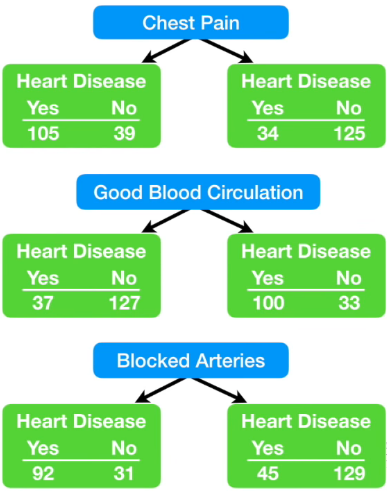 Chest Pain
Heart Disease Heart Disease
Yes No Yes No
105 39 34 125
Good Blood Circulation
Heart Disease Heart Disease
Yes No Yes No
37 127 100 33
Blocked Arteries
Heart Disease Heart Disease
Yes No Yes No
92 31 45 129